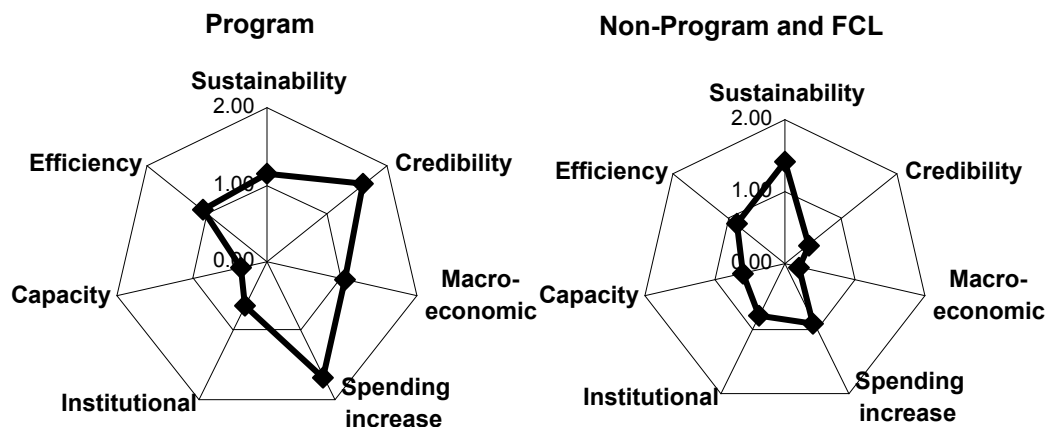 Program
Sustainability
2.00
Efficiency
Credibility
1.00
0.00
Capacity
Macro-
economic
Institutional
Spending
increase
Non-Program and FCL
Sustainability
2.00
Efficiency
Credibility
1.00
0.00
Capacity
Macro-
economic
Institutional
Spending
increase